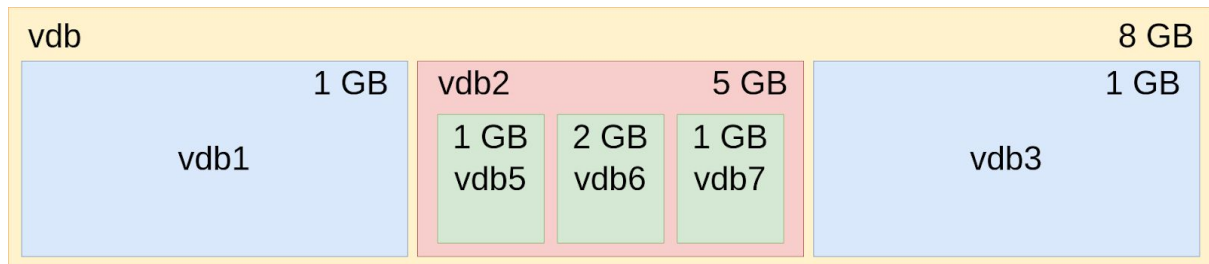 vdb 8 GB
1 GB
vdb1
vdb2 5 GB
1 GB
vdb5
2 GB
vdb6
1 GB
vdb7
1 GB
vdb3